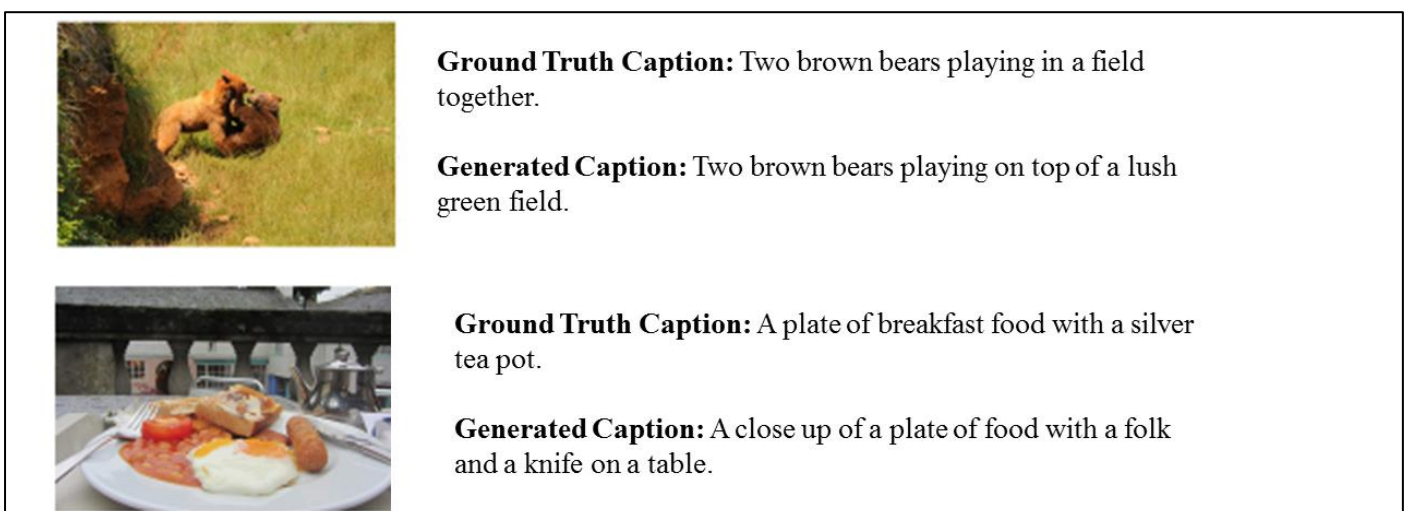 Ground Truth Caption: Two brown bears playing in a field
together.
Generated Caption: Two brown bears playing on top of a lush
green field.
Ground Truth Caption: A plate of breakfast food with a silver
tea pot.
Generated Caption: A close up of a plate of food with a folk
and a knife on a table.